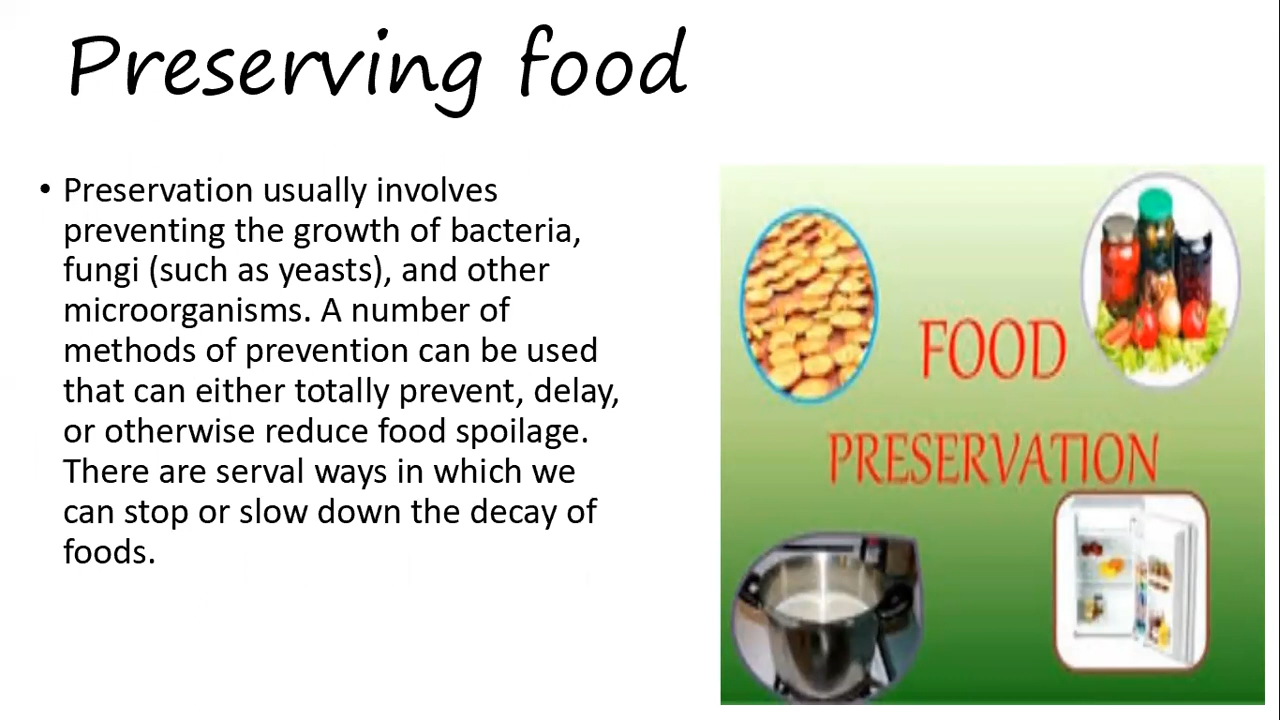 Preserving food
• Preservation usually involves
preventing the growth of bacteria,
fungi (such as yeasts), and other
microorganisms. A number of
methods of prevention can be used
that can either totally prevent, delay,
or otherwise reduce food spoilage.
There are serval ways in which we
can stop or slow down the decay of
foods.
FOOD
PRESERVATION